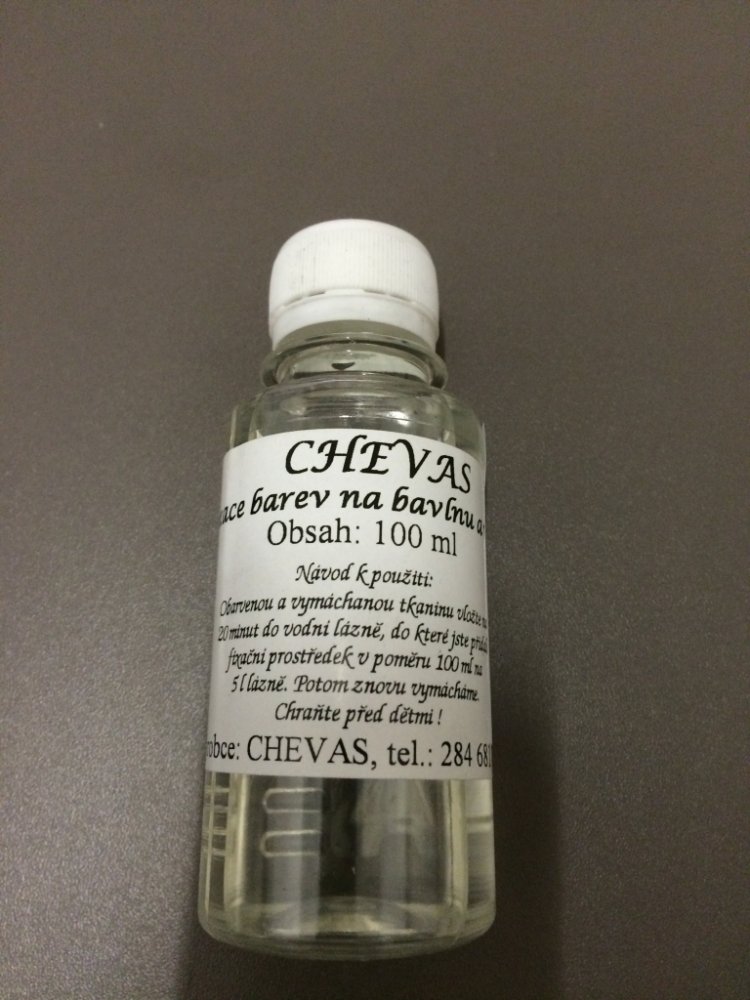 CHEVAS
barev na bavlnu a
Obsah: 100 ml
Návod k použití:
Obarvenou a vymáchanou tkaninu vložte na
20 minut do vodní lázně, do které jste
fixační prostředek v poměru 100 ml na
5 l lázně. Potom znovu vymácháme.
Chraňte před dětmi !
CHEVAS, tel.: 284